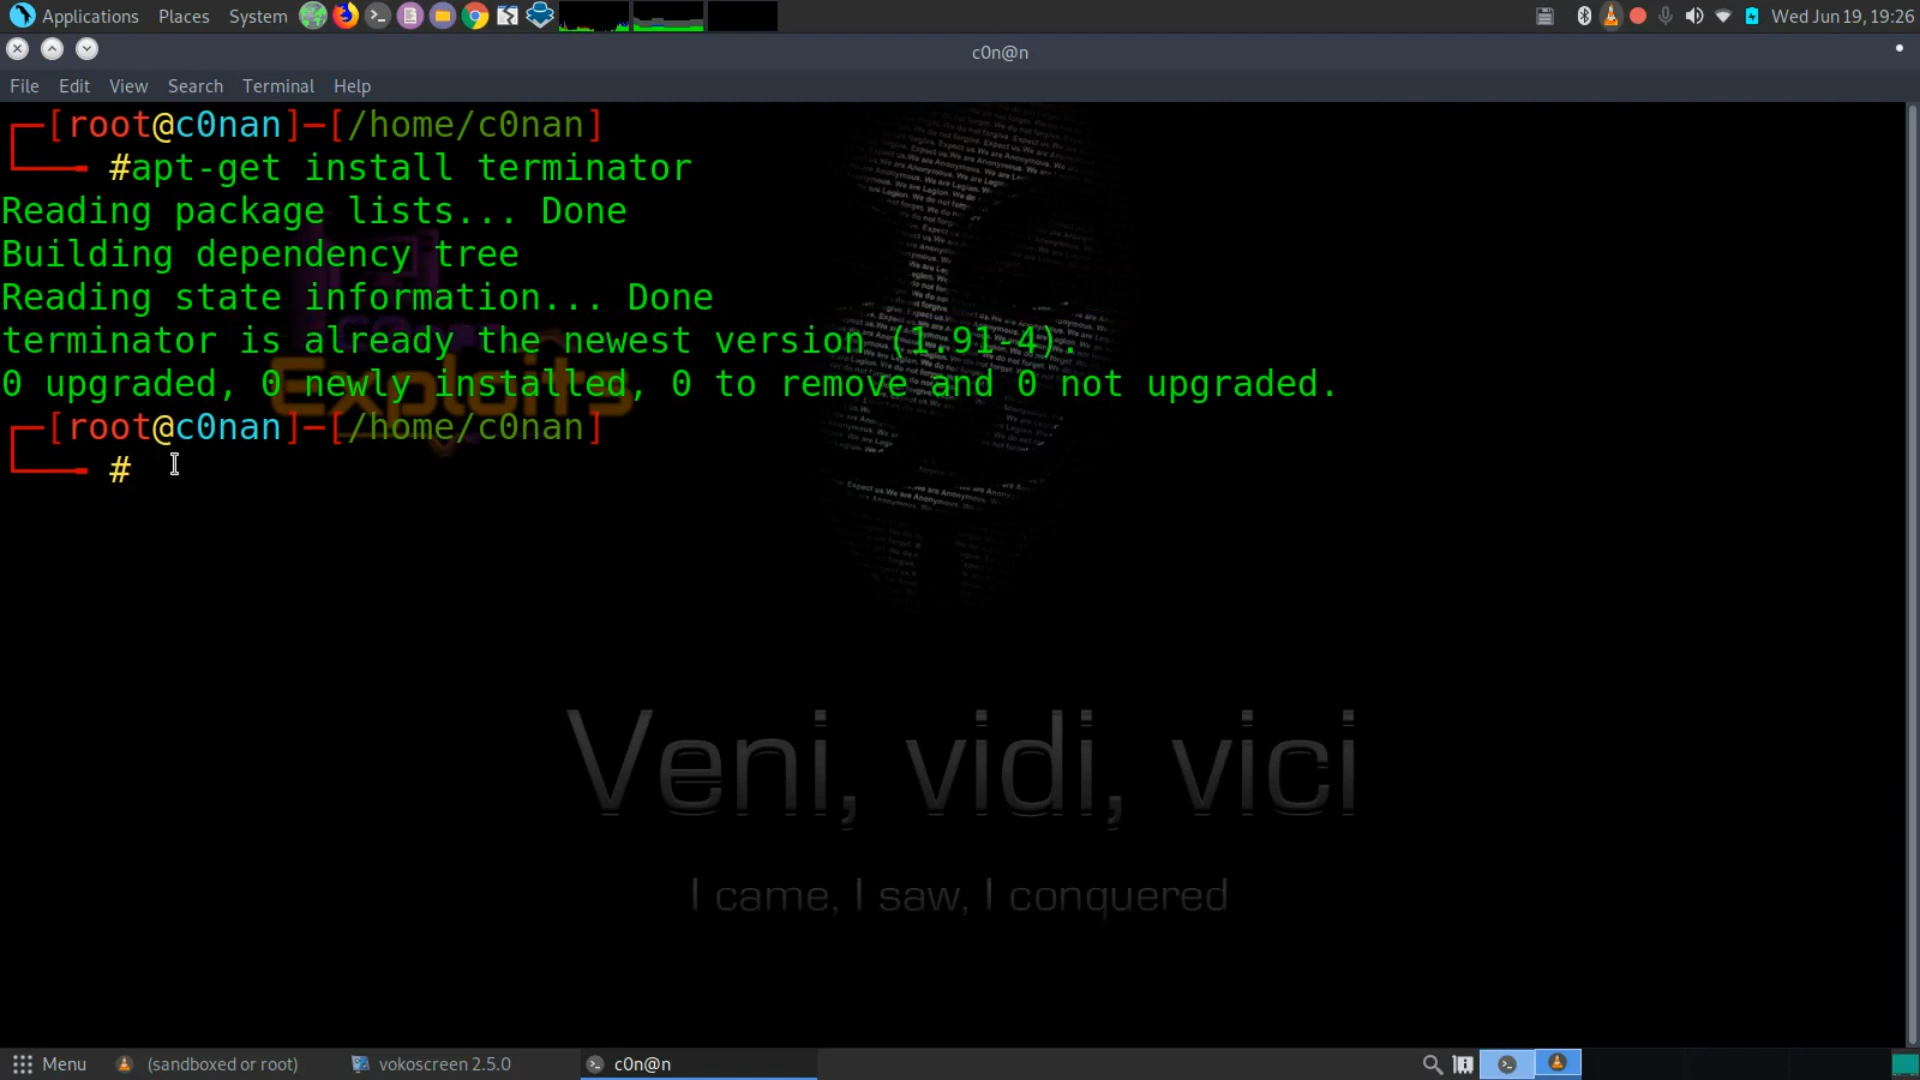 Applications Places System Wed Jun 19, 19:26
c0n@n
File Edit View Search Terminal Help
[root@c0nan]─[/home/c0nan]
#apt-get install terminator
Reading package lists... Done
Building dependency tree
Reading state information... Done
terminator is already the newest version (1.91-4).
0 upgraded, 0 newly installed, 0 to remove and 0 not upgraded.
Exploits
[root@c0nan]─[/home/c0nan]
#
Veni, vidi, vici
I came, I saw, I conquered
Menu (sandboxed or root) vokoscreen 2.5.0 c0n@n